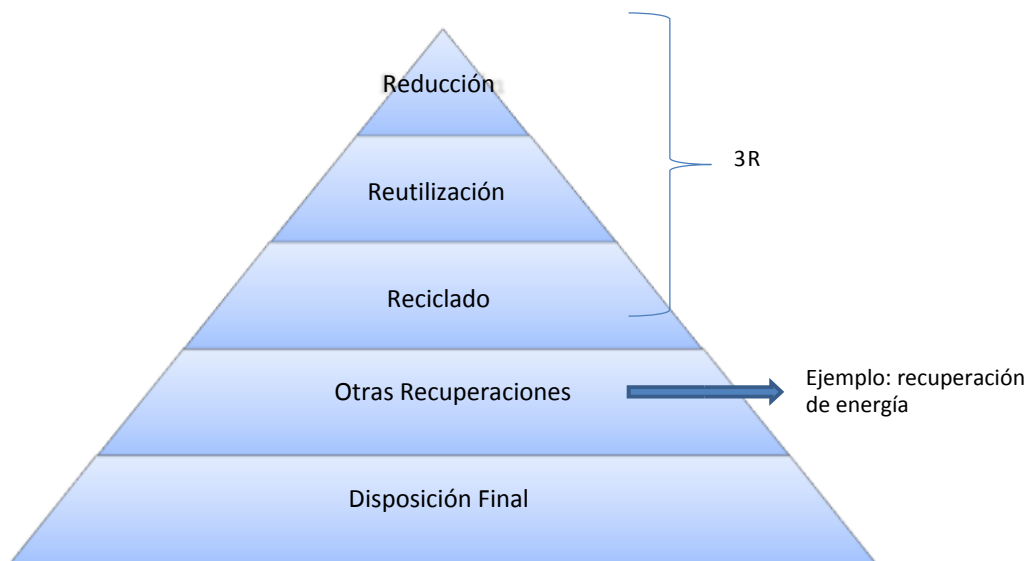 Reducción
3R
Reutilización
Reciclado
Otras Recuperaciones
Ejemplo: recuperación
de energía
Disposición Final